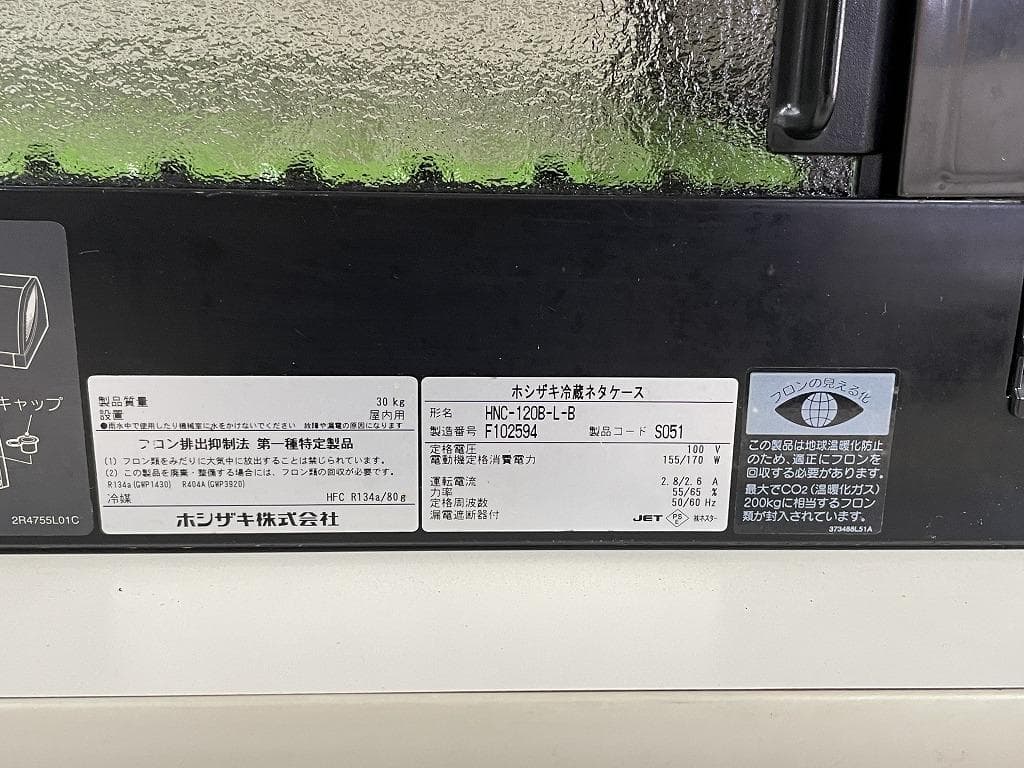 キャップ
2R4755L01C
製品質量 30 kg
設置 屋内用
●雨水中で使用したり機械室に水をかけないでください 故障や漏電の原因になります
フロン排出抑制法 第一種特定製品
(1) フロン類をみだりに大気中に放出することは禁じられています。
(2) この製品を廃棄・整備する場合には、フロン類の回収が必要です。
R134a(GWP1430) R404A(GWP3920)
冷媒 HFC R134a/80g
ホシザキ株式会社
ホシザキ冷蔵ネタケース
形名 HNC-120B-L-B
製造番号 F102594 製品コード S051
定格電圧 100 V
電動機定格消費電力 155/170 W
運転電流 2.8/2.6 A
力率 55/65 %
定格周波数 50/60 Hz
漏電遮断器付
JET PS E ㈱ネスター
フロンの見える化
この製品は地球温暖化防止
のため、適正にフロンを
回収する必要があります。
最大でCO2(温暖化ガス)
200kgに相当するフロン
類が封入されています。
373488L51A